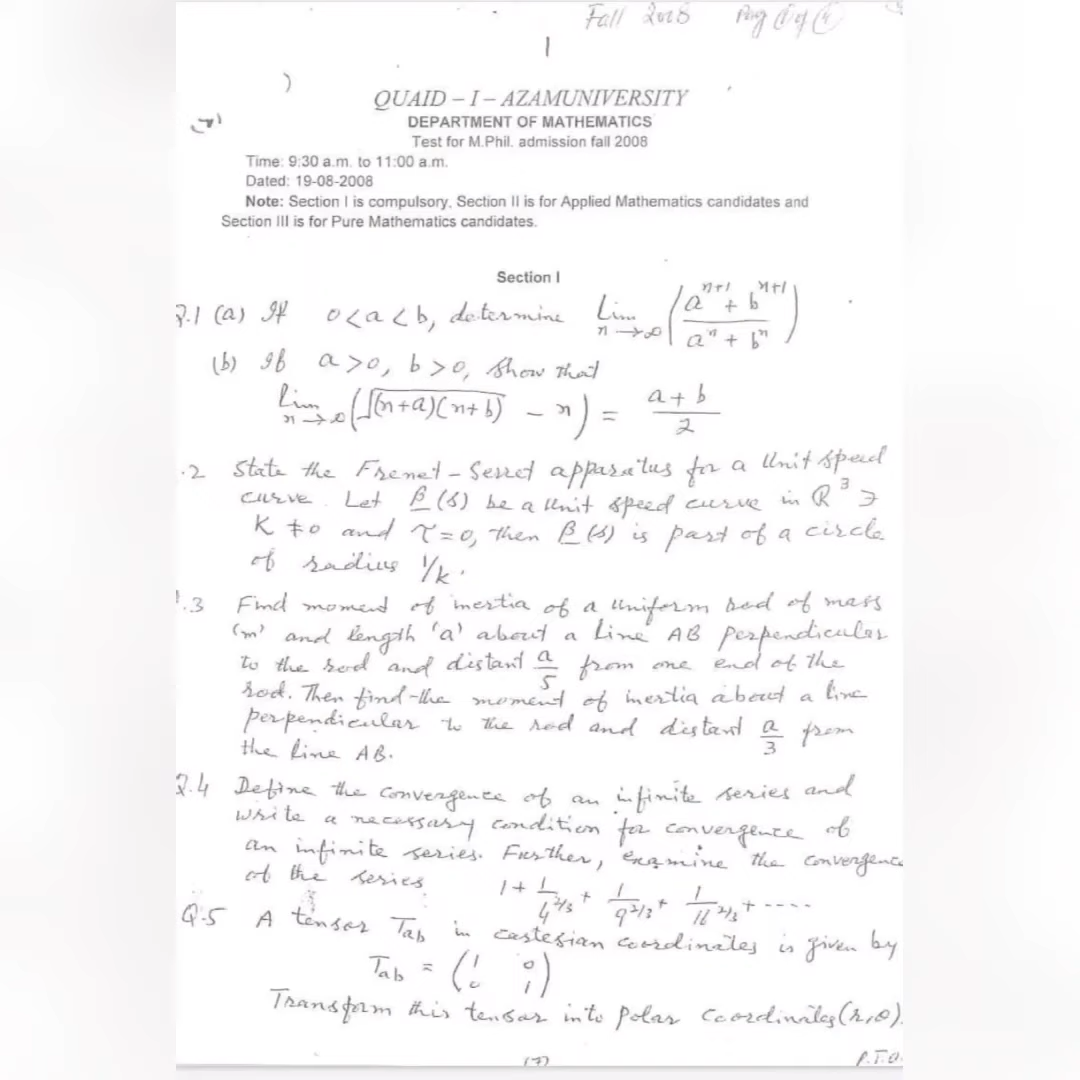 Fall 2008
1
QUAID – I – AZAMUNIVERSITY
DEPARTMENT OF MATHEMATICS
Test for M.Phil. admission fall 2008
Time: 9:30 a.m. to 11:00 a.m.
Dated: 19-08-2008
Note: Section I is compulsory, Section II is for Applied Mathematics candidates and
Section III is for Pure Mathematics candidates.
Section I
Q.1 (a) If 0<a<b, determine Lim n→∞ (a^{n+1} + b^{n+1} / a^n + b^n)
(b) If a>0, b>0, show that
Lim n→∞ (√(n+a)(n+b) - n) = a+b / 2
.2 State the Frenet-Serret apparatus for a unit speed
curve. Let β(s) be a unit speed curve in R^3 ∋
K ≠ 0 and τ = 0, then β(s) is part of a circle
of radius 1/k.
.3 Find moment of inertia of a uniform rod of mass
'm' and length 'a' about a line AB perpendicular
to the rod and distant a/5 from one end of the
rod. Then find the moment of inertia about a line
perpendicular to the rod and distant a/3 from
the line AB.
Q.4 Define the convergence of an infinite series and
write a necessary condition for convergence of
an infinite series. Further, examine the convergence
of the series 1 + 1/4^{2/3} + 1/9^{2/3} + 1/16^{2/3} + ----
Q.5 A tensor Tab in cartesian coordinates is given by
Tab = (1 0
0 1)
Transform this tensor into Polar coordinates (r,θ).
P.T.O.